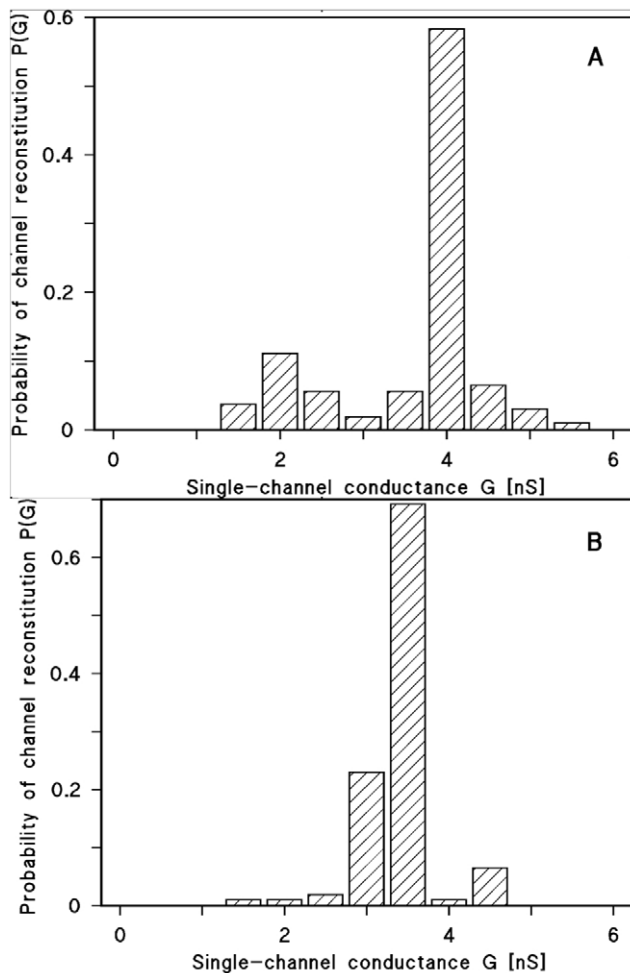 Probability of channel reconstitution P(G)
0.6
0.4
0.2
0
A
0 2 4 6
Single-channel conductance G [nS]
Probability of channel reconstitution P(G)
0.6
0.4
0.2
0
B
0 2 4 6
Single-channel conductance G [nS]